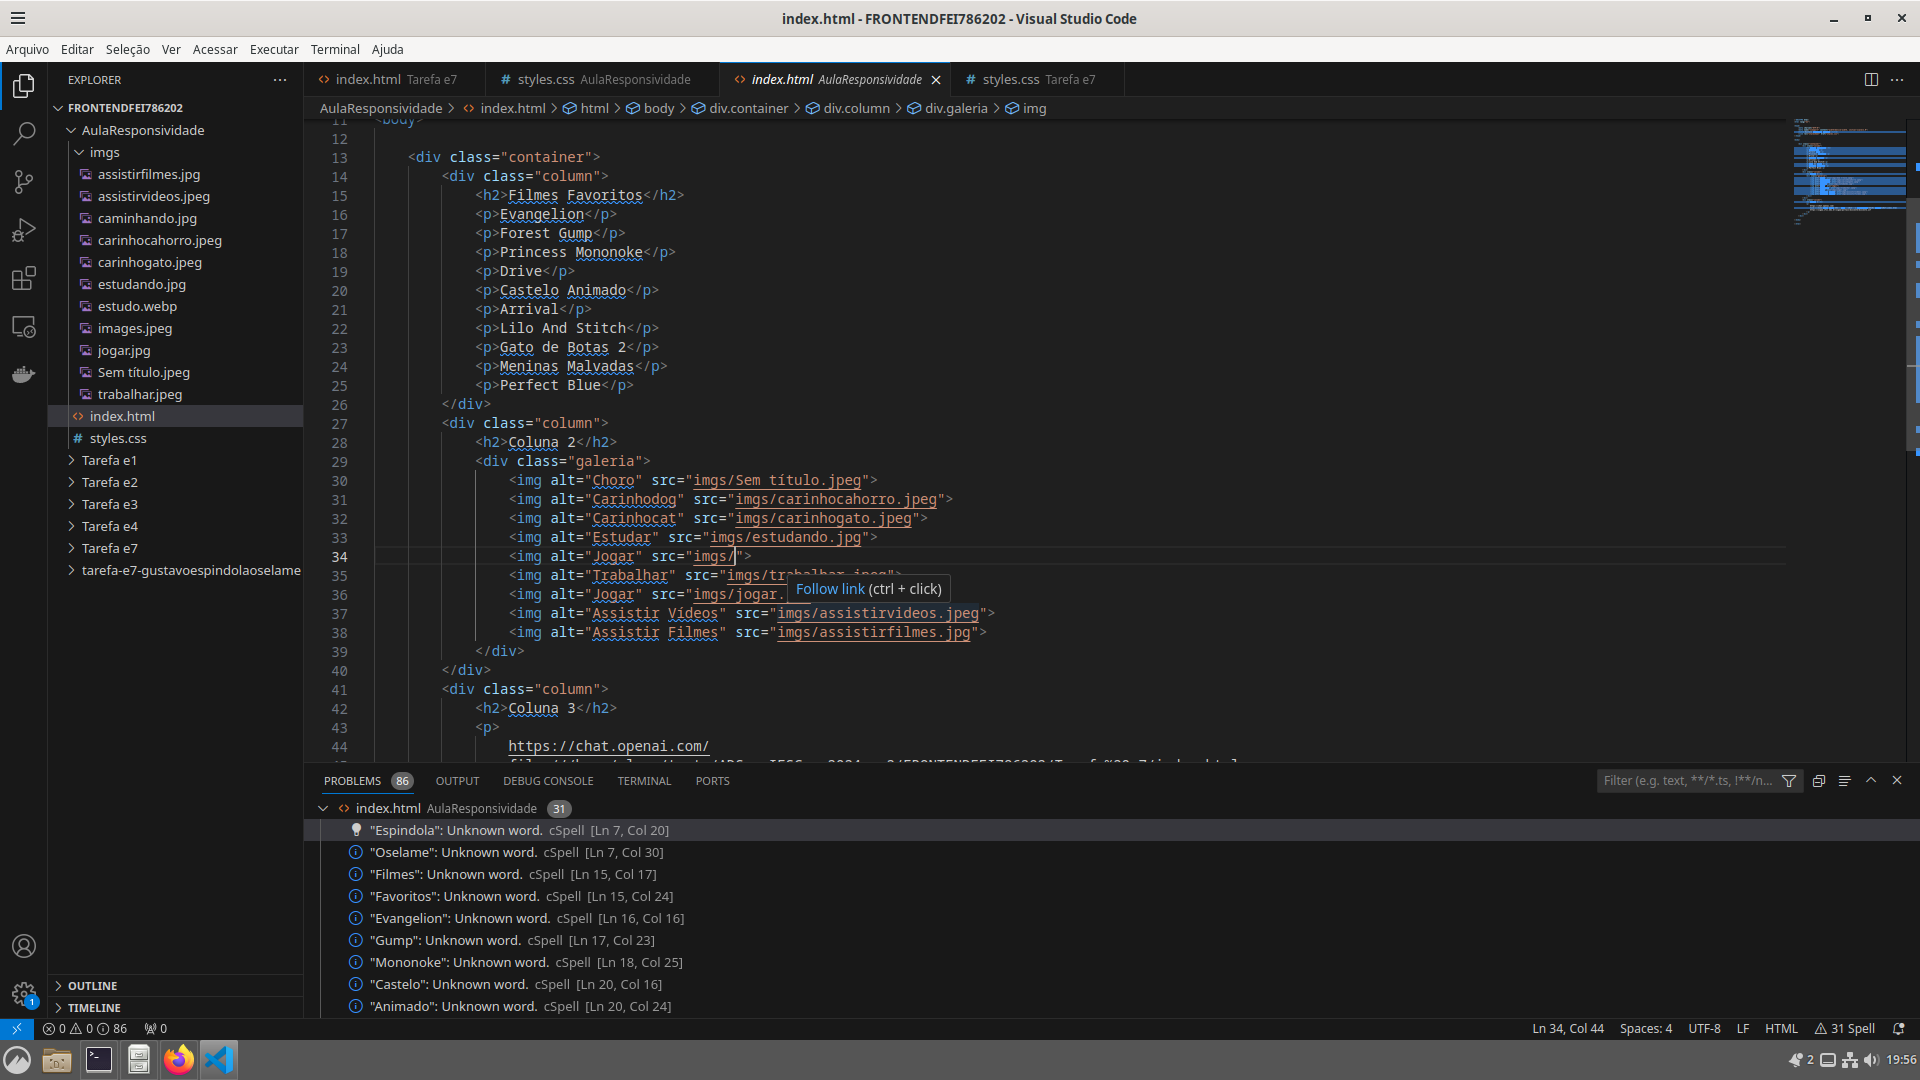 index.html - FRONTENDFEI786202 - Visual Studio Code
Arquivo Editar Seleção Ver Acessar Executar Terminal Ajuda
EXPLORER
FRONTENDFEI786202
AulaResponsividade
imgs
assistirfilmes.jpg
assistirvideos.jpeg
caminhando.jpg
carinhocahorro.jpeg
carinhogato.jpeg
estudando.jpg
estudo.webp
images.jpeg
jogar.jpg
Sem título.jpeg
trabalhar.jpeg
index.html
styles.css
Tarefa e1
Tarefa e2
Tarefa e3
Tarefa e4
Tarefa e7
tarefa-e7-gustavoespindolaoselame
OUTLINE
TIMELINE
index.html Tarefa e7 styles.css AulaResponsividade index.html AulaResponsividade styles.css Tarefa e7
AulaResponsividade > index.html > html > body > div.container > div.column > div.galeria > img
11 <body>
12
13 <div class="container">
14 <div class="column">
15 <h2>Filmes Favoritos</h2>
16 <p>Evangelion</p>
17 <p>Forest Gump</p>
18 <p>Princess Mononoke</p>
19 <p>Drive</p>
20 <p>Castelo Animado</p>
21 <p>Arrival</p>
22 <p>Lilo And Stitch</p>
23 <p>Gato de Botas 2</p>
24 <p>Meninas Malvadas</p>
25 <p>Perfect Blue</p>
26 </div>
27 <div class="column">
28 <h2>Coluna 2</h2>
29 <div class="galeria">
30 <img alt="Choro" src="imgs/Sem título.jpeg">
31 <img alt="Carinhodog" src="imgs/carinhocahorro.jpeg">
32 <img alt="Carinhocat" src="imgs/carinhogato.jpeg">
33 <img alt="Estudar" src="imgs/estudando.jpg">
34 <img alt="Jogar" src="imgs/">
35 <img alt="Trabalhar" src="imgs/trabalhar.jpeg">
36 <img alt="Jogar" src="imgs/jogar.
Follow link (ctrl + click)
37 <img alt="Assistir Vídeos" src="imgs/assistirvideos.jpeg">
38 <img alt="Assistir Filmes" src="imgs/assistirfilmes.jpg">
39 </div>
40 </div>
41 <div class="column">
42 <h2>Coluna 3</h2>
43 <p>
44 https://chat.openai.com/
PROBLEMS 86 OUTPUT DEBUG CONSOLE TERMINAL PORTS
Filter (e.g. text, **/*.ts, !**/n...
index.html AulaResponsividade 31
"Espindola": Unknown word. cSpell [Ln 7, Col 20]
"Oselame": Unknown word. cSpell [Ln 7, Col 30]
"Filmes": Unknown word. cSpell [Ln 15, Col 17]
"Favoritos": Unknown word. cSpell [Ln 15, Col 24]
"Evangelion": Unknown word. cSpell [Ln 16, Col 16]
"Gump": Unknown word. cSpell [Ln 17, Col 23]
"Mononoke": Unknown word. cSpell [Ln 18, Col 25]
"Castelo": Unknown word. cSpell [Ln 20, Col 16]
"Animado": Unknown word. cSpell [Ln 20, Col 24]
1
0 0 86 0
Ln 34, Col 44 Spaces: 4 UTF-8 LF HTML 31 Spell
2 19:56